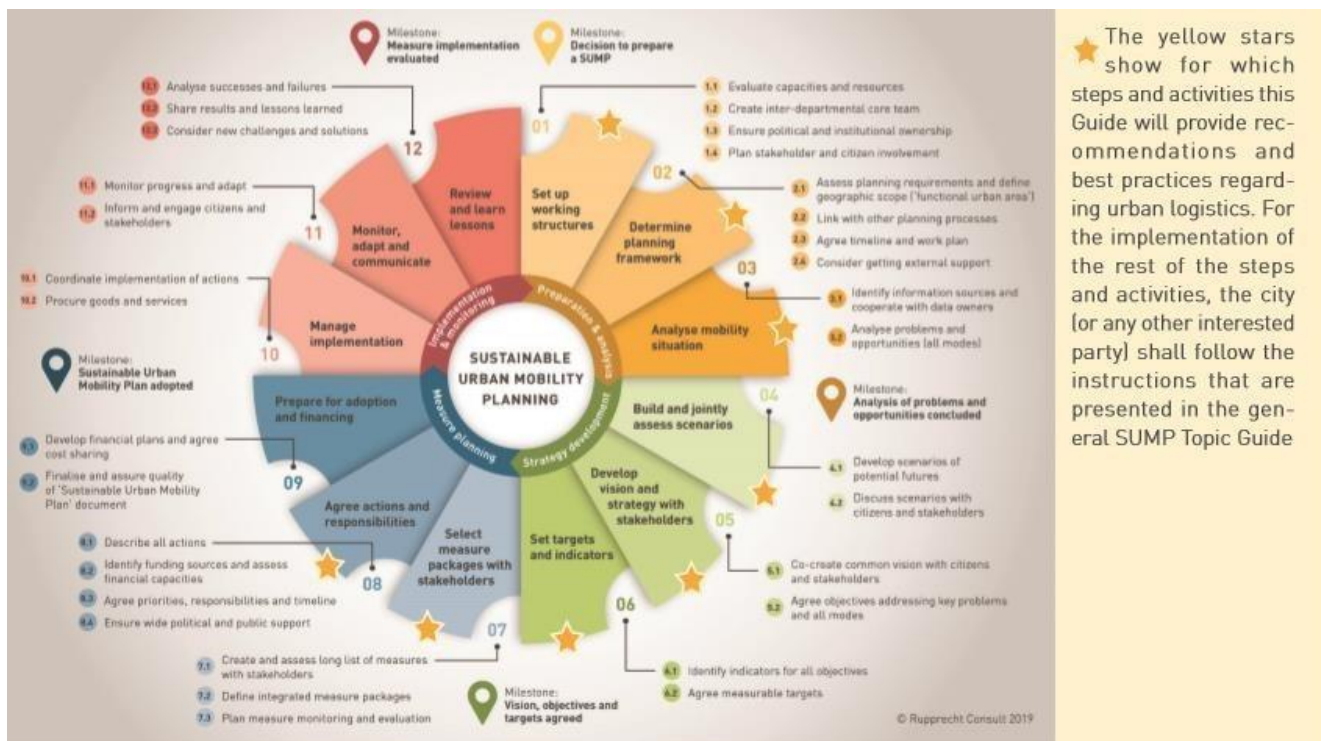 Milestone:
Measure implementation
evaluated
Milestone:
Decision to prepare
a SUMP
12.1 Analyse successes and failures
12.2 Share results and lessons learned
12.3 Consider new challenges and solutions
12
01
1.1 Evaluate capacities and resources
1.2 Create inter-departmental core team
1.3 Ensure political and institutional ownership
1.4 Plan stakeholder and citizen involvement
11.1 Monitor progress and adapt
11.2 Inform and engage citizens and
stakeholders
11
02
2.1 Assess planning requirements and define
geographic scope ('functional urban area')
2.2 Link with other planning processes
2.3 Agree timeline and work plan
2.4 Consider getting external support
Review
and learn
lessons
Set up
working
structures
Monitor,
adapt and
communicate
Determine
planning
framework
10.1 Coordinate implementation of actions
10.2 Procure goods and services
10
03
3.1 Identify information sources and
cooperate with data owners
3.2 Analyse problems and
opportunities (all modes)
Manage
implementation
Analyse mobility
situation
Implementation
& monitoring
Preparation & analysis
SUSTAINABLE
URBAN MOBILITY
PLANNING
Measure planning
Strategy development
Milestone:
Sustainable Urban
Mobility Plan adopted
Milestone:
Analysis of problems and
opportunities concluded
Prepare for adoption
and financing
Build and jointly
assess scenarios
04
4.1 Develop scenarios of
potential futures
4.2 Discuss scenarios with
citizens and stakeholders
9.1 Develop financial plans and agree
cost sharing
9.2 Finalise and assure quality
of 'Sustainable Urban Mobility
Plan' document
09
Agree actions and
responsibilities
Develop
vision and
strategy with
stakeholders
05
5.1 Co-create common vision with citizens
and stakeholders
5.2 Agree objectives addressing key problems
and all modes
8.1 Describe all actions
8.2 Identify funding sources and assess
financial capacities
8.3 Agree priorities, responsibilities and timeline
8.4 Ensure wide political and public support
08
Select
measure
packages with
stakeholders
Set targets
and indicators
06
6.1 Identify indicators for all objectives
6.2 Agree measurable targets
07
7.1 Create and assess long list of measures
with stakeholders
7.2 Define integrated measure packages
7.3 Plan measure monitoring and evaluation
Milestone:
Vision, objectives and
targets agreed
© Rupprecht Consult 2019
The yellow stars
show for which
steps and activities this
Guide will provide rec-
ommendations and
best practices regard-
ing urban logistics. For
the implementation of
the rest of the steps
and activities, the city
(or any other interested
party) shall follow the
instructions that are
presented in the gen-
eral SUMP Topic Guide